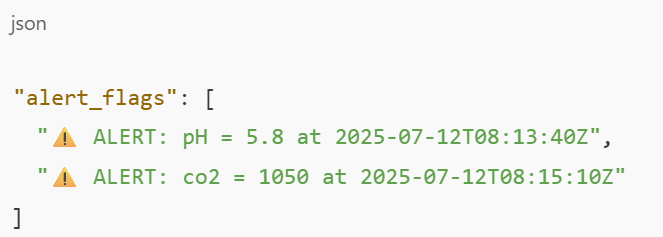 json
"alert_flags": [
"⚠️ ALERT: pH = 5.8 at 2025-07-12T08:13:40Z",
"⚠️ ALERT: co2 = 1050 at 2025-07-12T08:15:10Z"
]